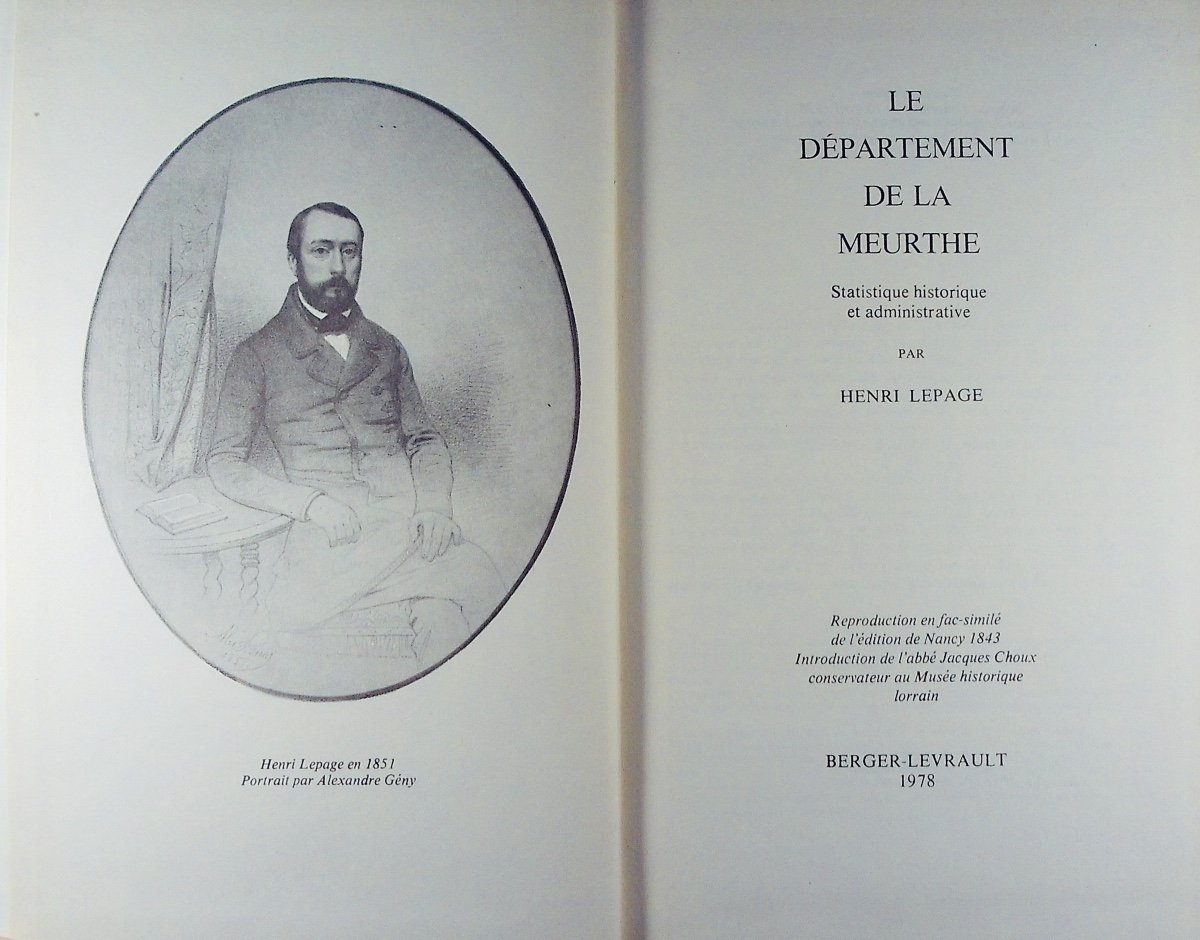 Henri Lepage en 1851
Portrait par Alexandre Gény
LE
DÉPARTEMENT
DE LA
MEURTHE
Statistique historique
et administrative
PAR
HENRI LEPAGE
Reproduction en fac-similé
de l'édition de Nancy 1843
Introduction de l'abbé Jacques Choux
conservateur au Musée historique
lorrain
BERGER-LEVRAULT
1978